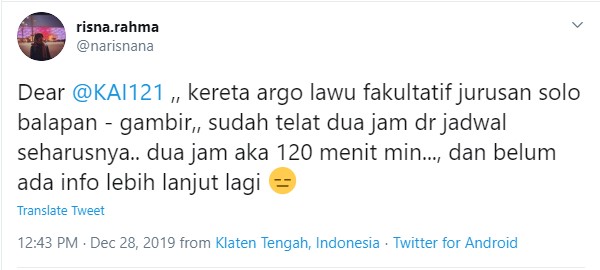 risna.rahma
@narisnana
Dear @KAI121 ,, kereta argo lawu fakultatif jurusan solo
balapan - gambir,, sudah telat dua jam dr jadwal
seharusnya.. dua jam aka 120 menit min..., dan belum
ada info lebih lanjut lagi 😑
Translate Tweet
12:43 PM · Dec 28, 2019 from Klaten Tengah, Indonesia · Twitter for Android